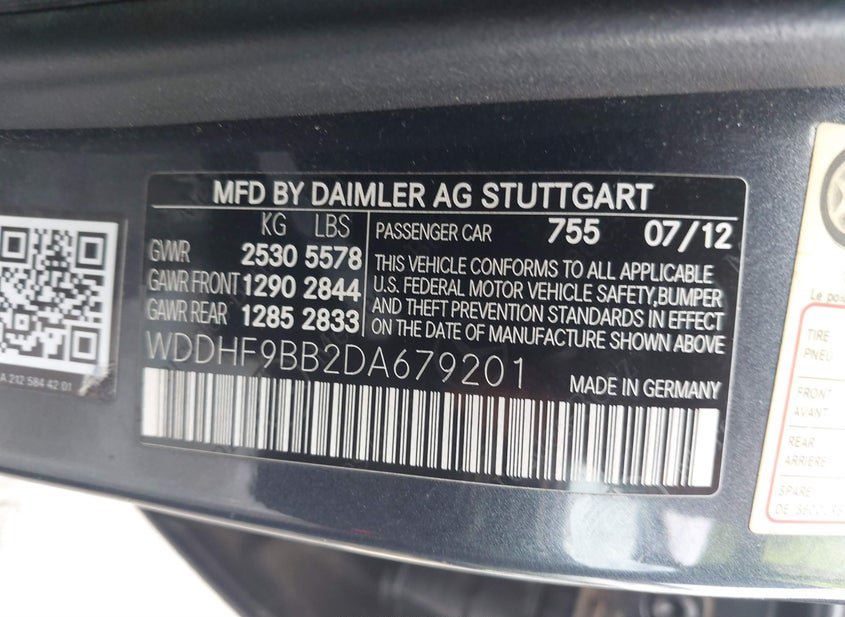 MFD BY DAIMLER AG STUTTGART
KG LBS
GVWR 2530 5578
GAWR FRONT 1290 2844
GAWR REAR 1285 2833
PASSENGER CAR 755 07/12
THIS VEHICLE CONFORMS TO ALL APPLICABLE
U.S. FEDERAL MOTOR VEHICLE SAFETY,BUMPER
AND THEFT PREVENTION STANDARDS IN EFFECT
ON THE DATE OF MANUFACTURE SHOWN ABOVE
WDDHF9BB2DA679201
MADE IN GERMANY
A 212 584 42 01
Le
TIRE
PNEU
FRONT
AVANT
REAR
ARRIERE
SPARE
DE